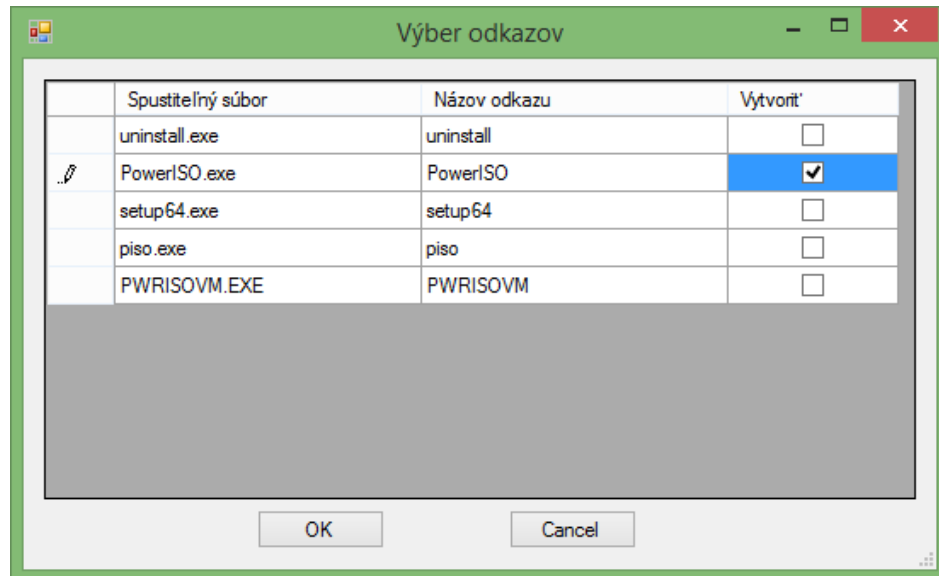 Výber odkazov
Spustiteľný súbor Názov odkazu Vytvoriť
uninstall.exe uninstall
PowerISO.exe PowerISO
setup64.exe setup64
piso.exe piso
PWRISOVM.EXE PWRISOVM
OK Cancel